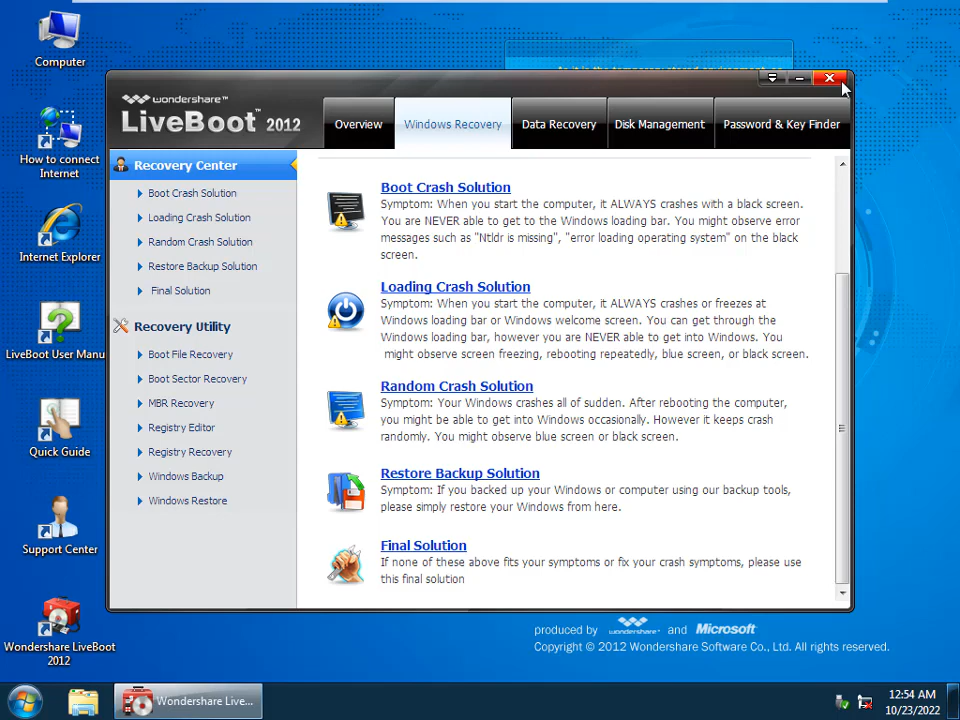 Computer
How to connect
Internet
Internet Explorer
LiveBoot User Manu
Quick Guide
Support Center
Wondershare LiveBoot
2012
wondershare™
LiveBoot™ 2012
Overview
Windows Recovery
Data Recovery
Disk Management
Password & Key Finder
Recovery Center
Boot Crash Solution
Loading Crash Solution
Random Crash Solution
Restore Backup Solution
Final Solution
Recovery Utility
Boot File Recovery
Boot Sector Recovery
MBR Recovery
Registry Editor
Registry Recovery
Windows Backup
Windows Restore
Boot Crash Solution
Symptom: When you start the computer, it ALWAYS crashes with a black screen.
You are NEVER able to get to the Windows loading bar. You might observe error
messages such as "Ntldr is missing", "error loading operating system" on the black
screen.
Loading Crash Solution
Symptom: When you start the computer, it ALWAYS crashes or freezes at
Windows loading bar or Windows welcome screen. You can get through the
Windows loading bar, however you are NEVER able to get into Windows. You
might observe screen freezing, rebooting repeatedly, blue screen, or black screen.
Random Crash Solution
Symptom: Your Windows crashes all of sudden. After rebooting the computer,
you might be able to get into Windows occasionally. However it keeps crash
randomly. You might observe blue screen or black screen.
Restore Backup Solution
Symptom: If you backed up your Windows or computer using our backup tools,
please simply restore your Windows from here.
Final Solution
If none of these above fits your symptoms or fix your crash symptoms, please use
this final solution
produced by wondershare and Microsoft
Copyright © 2012 Wondershare Software Co., Ltd. All rights reserved.
Wondershare Live...
12:54 AM
10/23/2022